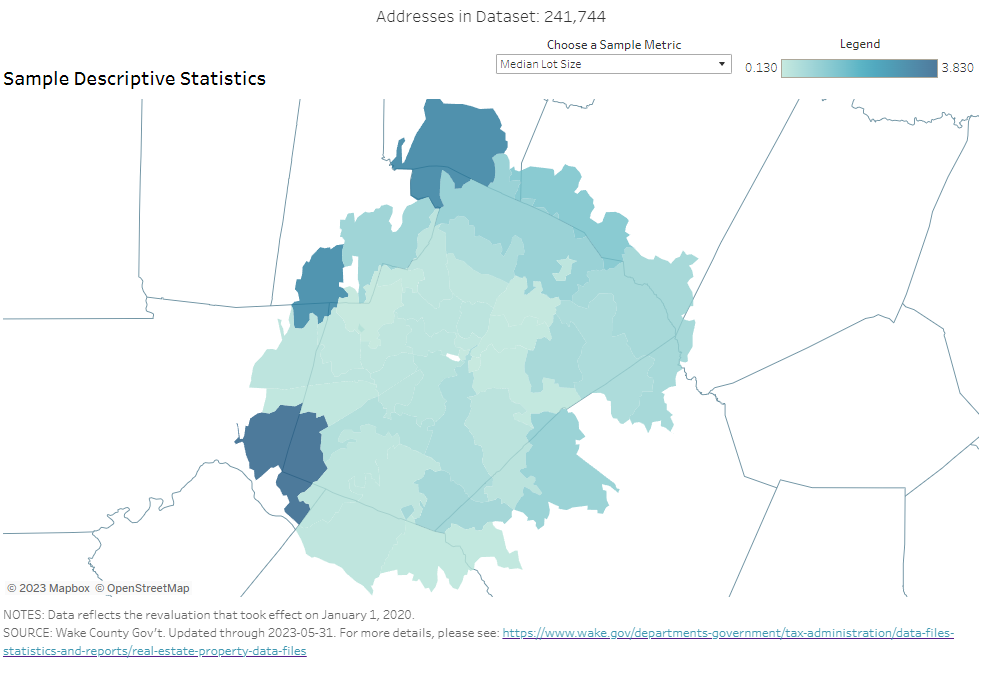 Addresses in Dataset: 241,744
Choose a Sample Metric
Legend
Median Lot Size
0.130
3.830
Sample Descriptive Statistics
© 2023 Mapbox © OpenStreetMap
NOTES: Data reflects the revaluation that took effect on January 1, 2020.
SOURCE: Wake County Gov't. Updated through 2023-05-31. For more details, please see: https://www.wake.gov/departments-government/tax-administration/data-files-
statistics-and-reports/real-estate-property-data-files